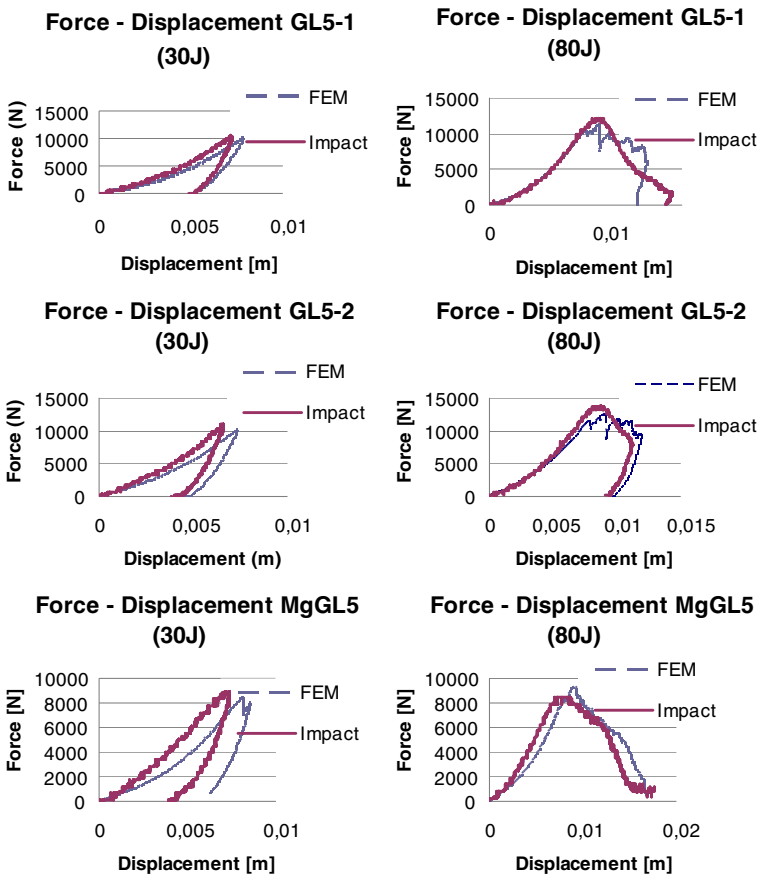 Force - Displacement GL5-1
(30J)
Force (N)
15000
10000
5000
0
0 0,005 0,01
Displacement [m]
FEM
Impact
Force - Displacement GL5-1
(80J)
Force [N]
15000
10000
5000
0
0 0,01
Displacement [m]
FEM
Impact
Force - Displacement GL5-2
(30J)
Force (N)
15000
10000
5000
0
0 0,005 0,01
Displacement (m)
FEM
Impact
Force - Displacement GL5-2
(80J)
Force [N]
15000
10000
5000
0
0 0,005 0,01 0,015
Displacement [m]
FEM
Impact
Force - Displacement MgGL5
(30J)
Force [N]
10000
8000
6000
4000
2000
0
0 0,005 0,01
Displacement [m]
FEM
Impact
Force - Displacement MgGL5
(80J)
Force [N]
10000
8000
6000
4000
2000
0
0 0,01 0,02
Displacement [m]
FEM
Impact